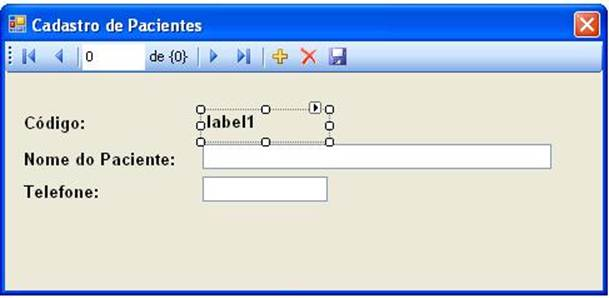 Cadastro de Pacientes
0 de {0}
Código: label1
Nome do Paciente:
Telefone: